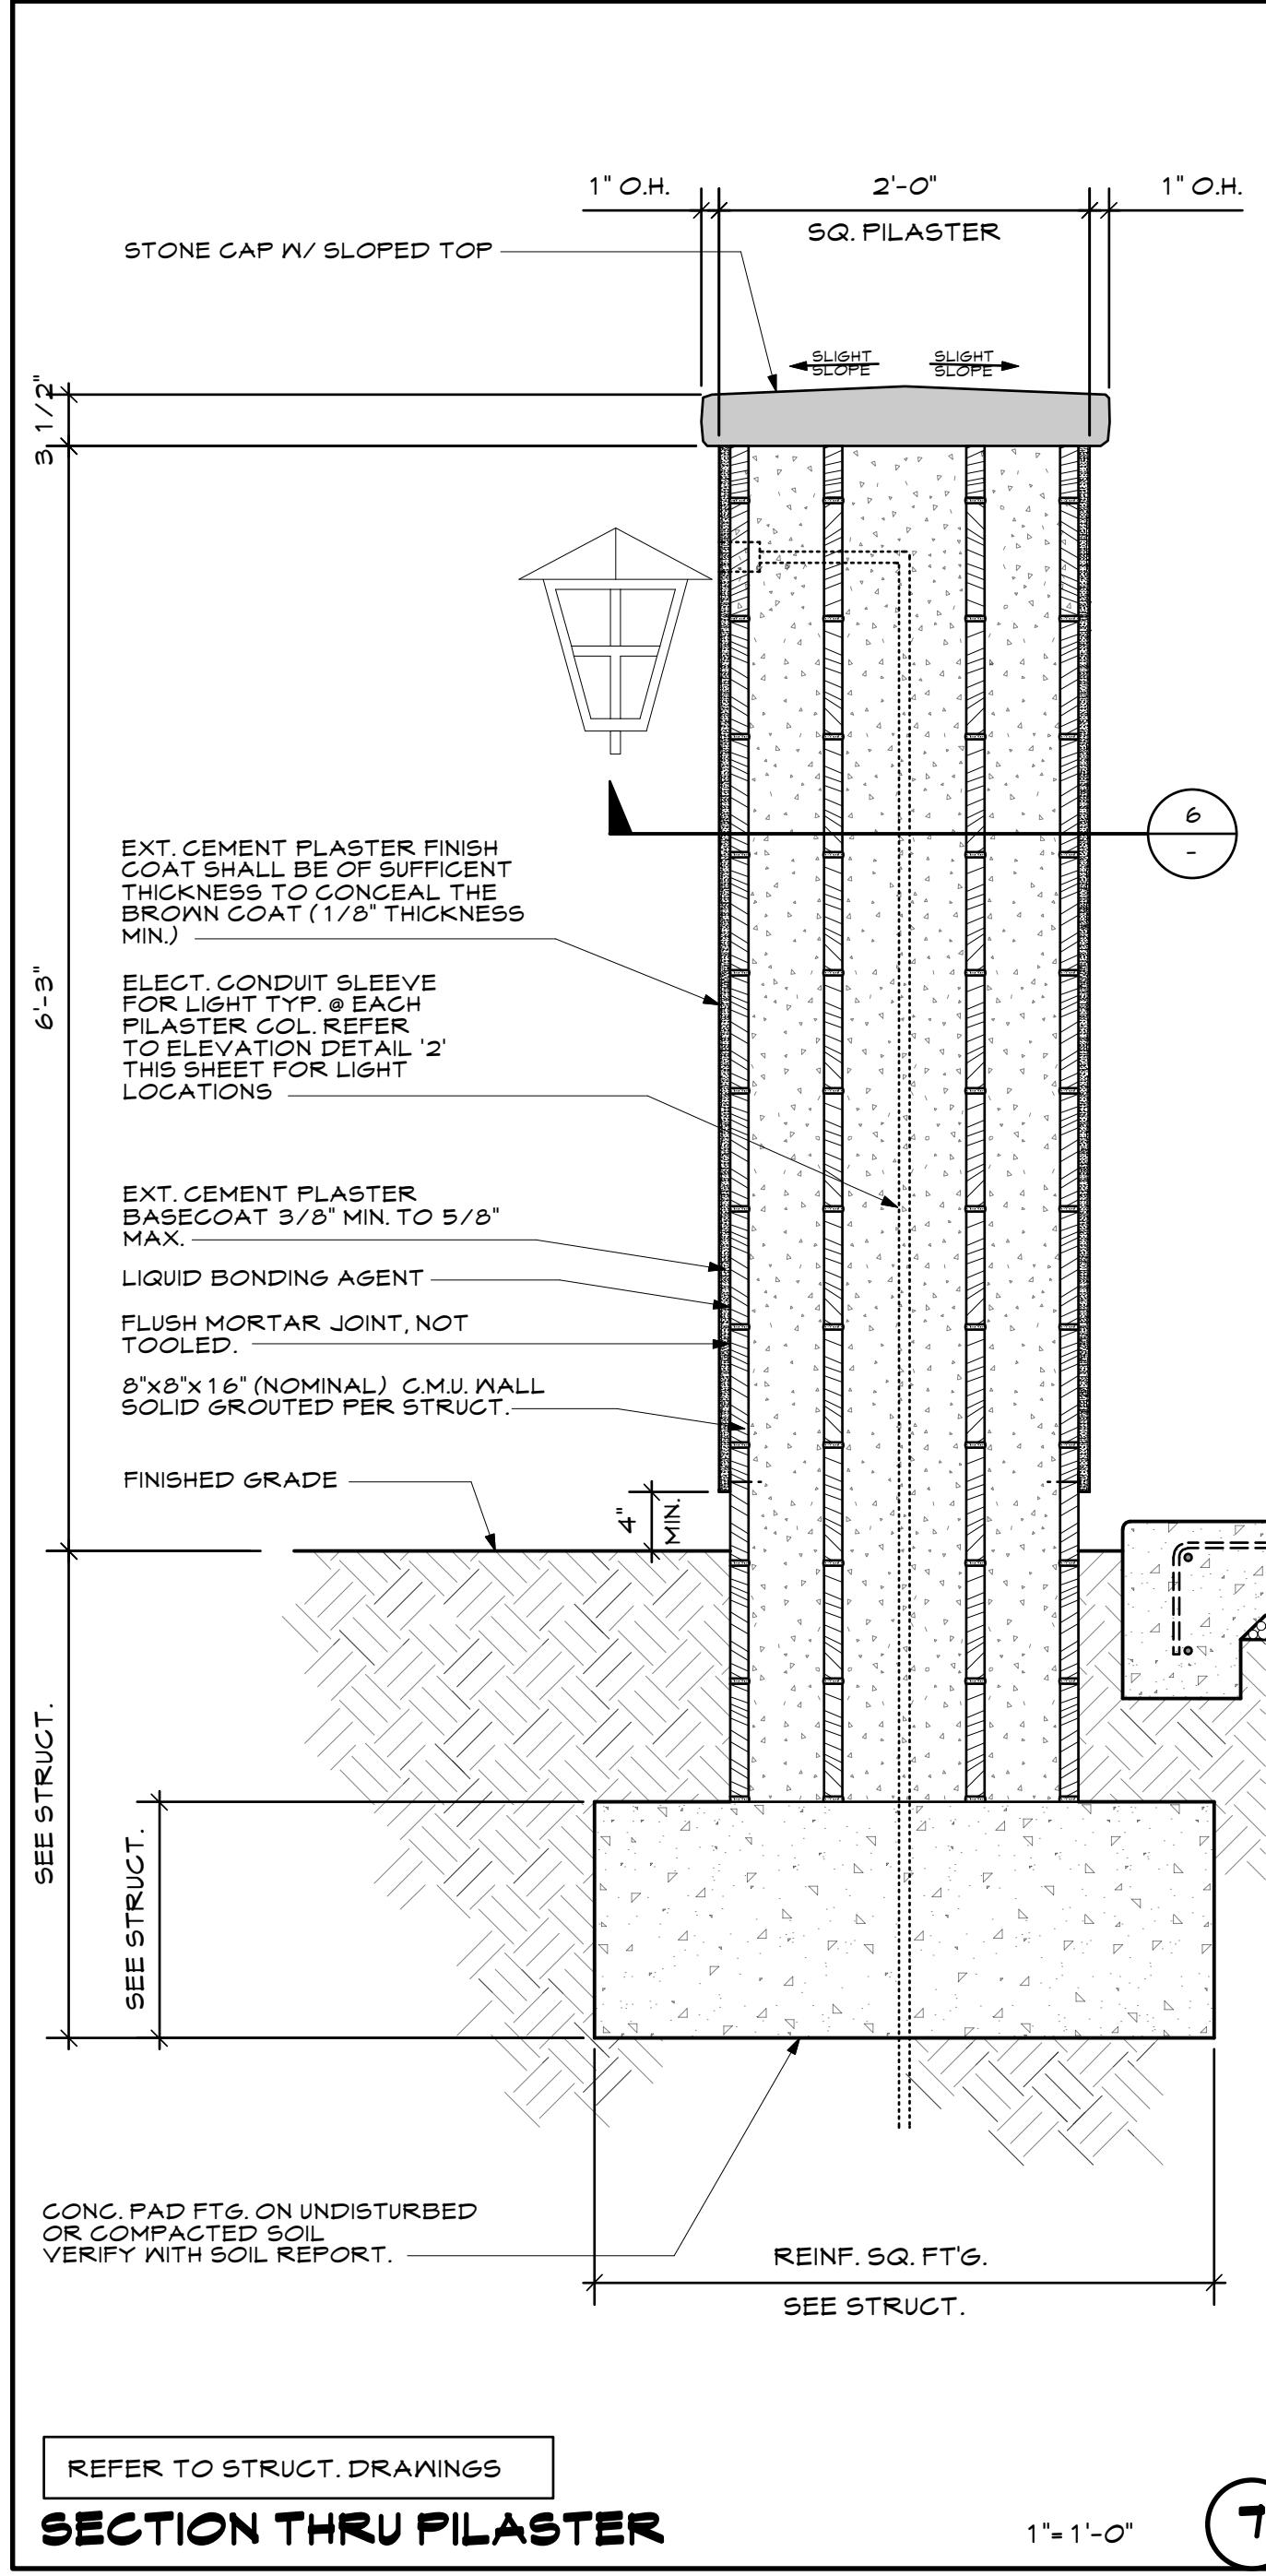 1" O.H.
2'-0"
1" O.H.
SQ. PILASTER
STONE CAP W/ SLOPED TOP
SLIGHT
SLOPE
SLIGHT
SLOPE
3 1/2"
6
-
EXT. CEMENT PLASTER FINISH
COAT SHALL BE OF SUFFICENT
THICKNESS TO CONCEAL THE
BROWN COAT (1/8" THICKNESS
MIN.)
6'-3"
ELECT. CONDUIT SLEEVE
FOR LIGHT TYP. @ EACH
PILASTER COL. REFER
TO ELEVATION DETAIL '2'
THIS SHEET FOR LIGHT
LOCATIONS
EXT. CEMENT PLASTER
BASECOAT 3/8" MIN. TO 5/8"
MAX.
LIQUID BONDING AGENT
FLUSH MORTAR JOINT, NOT
TOOLED.
8"x8"x16" (NOMINAL) C.M.U. WALL
SOLID GROUTED PER STRUCT.
FINISHED GRADE
4"
MIN.
SEE STRUCT.
SEE STRUCT.
CONC. PAD FTG. ON UNDISTURBED
OR COMPACTED SOIL
VERIFY WITH SOIL REPORT.
REINF. SQ. FT'G.
SEE STRUCT.
REFER TO STRUCT. DRAWINGS
SECTION THRU PILASTER
1"= 1'-0"
7